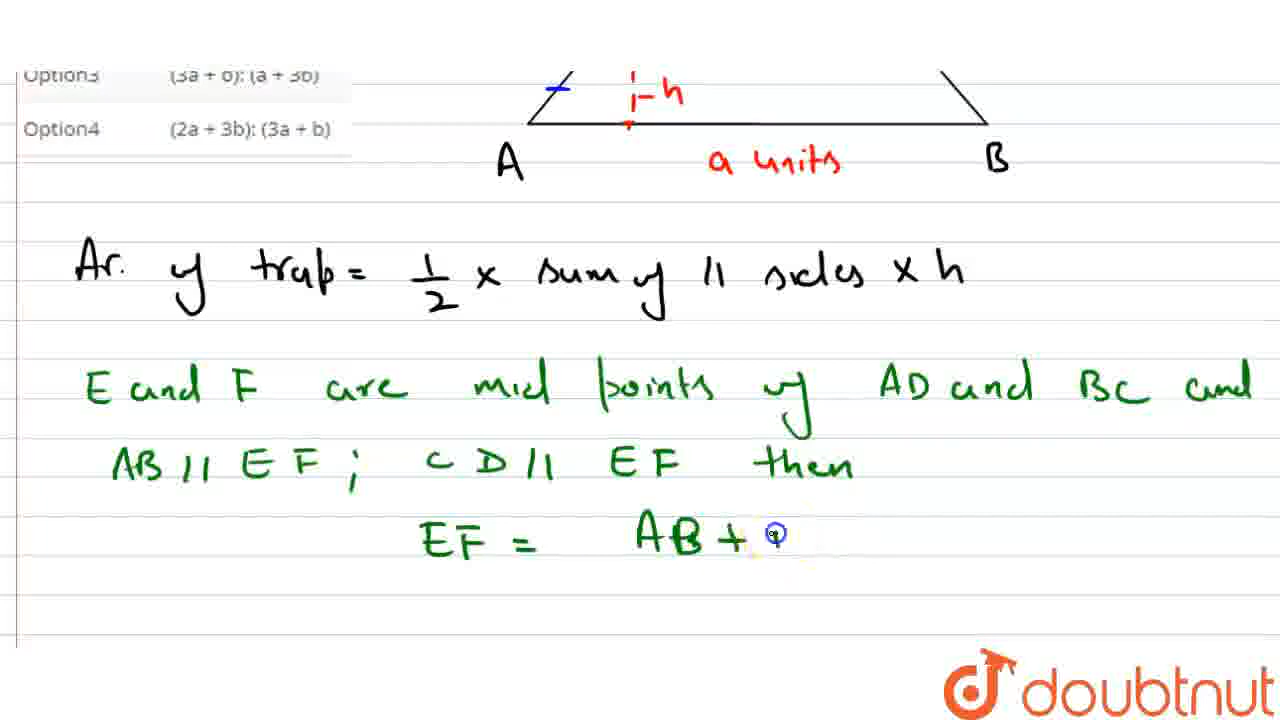 Option3 (3a + b): (a + 3b)
h
Option4 (2a + 3b): (3a + b)
A a units B
Ar. of trap = 1/2 × sum of || sides × h
E and F are mid points of AD and BC and
AB || EF ; CD || EF then
EF = AB +
doubtnut